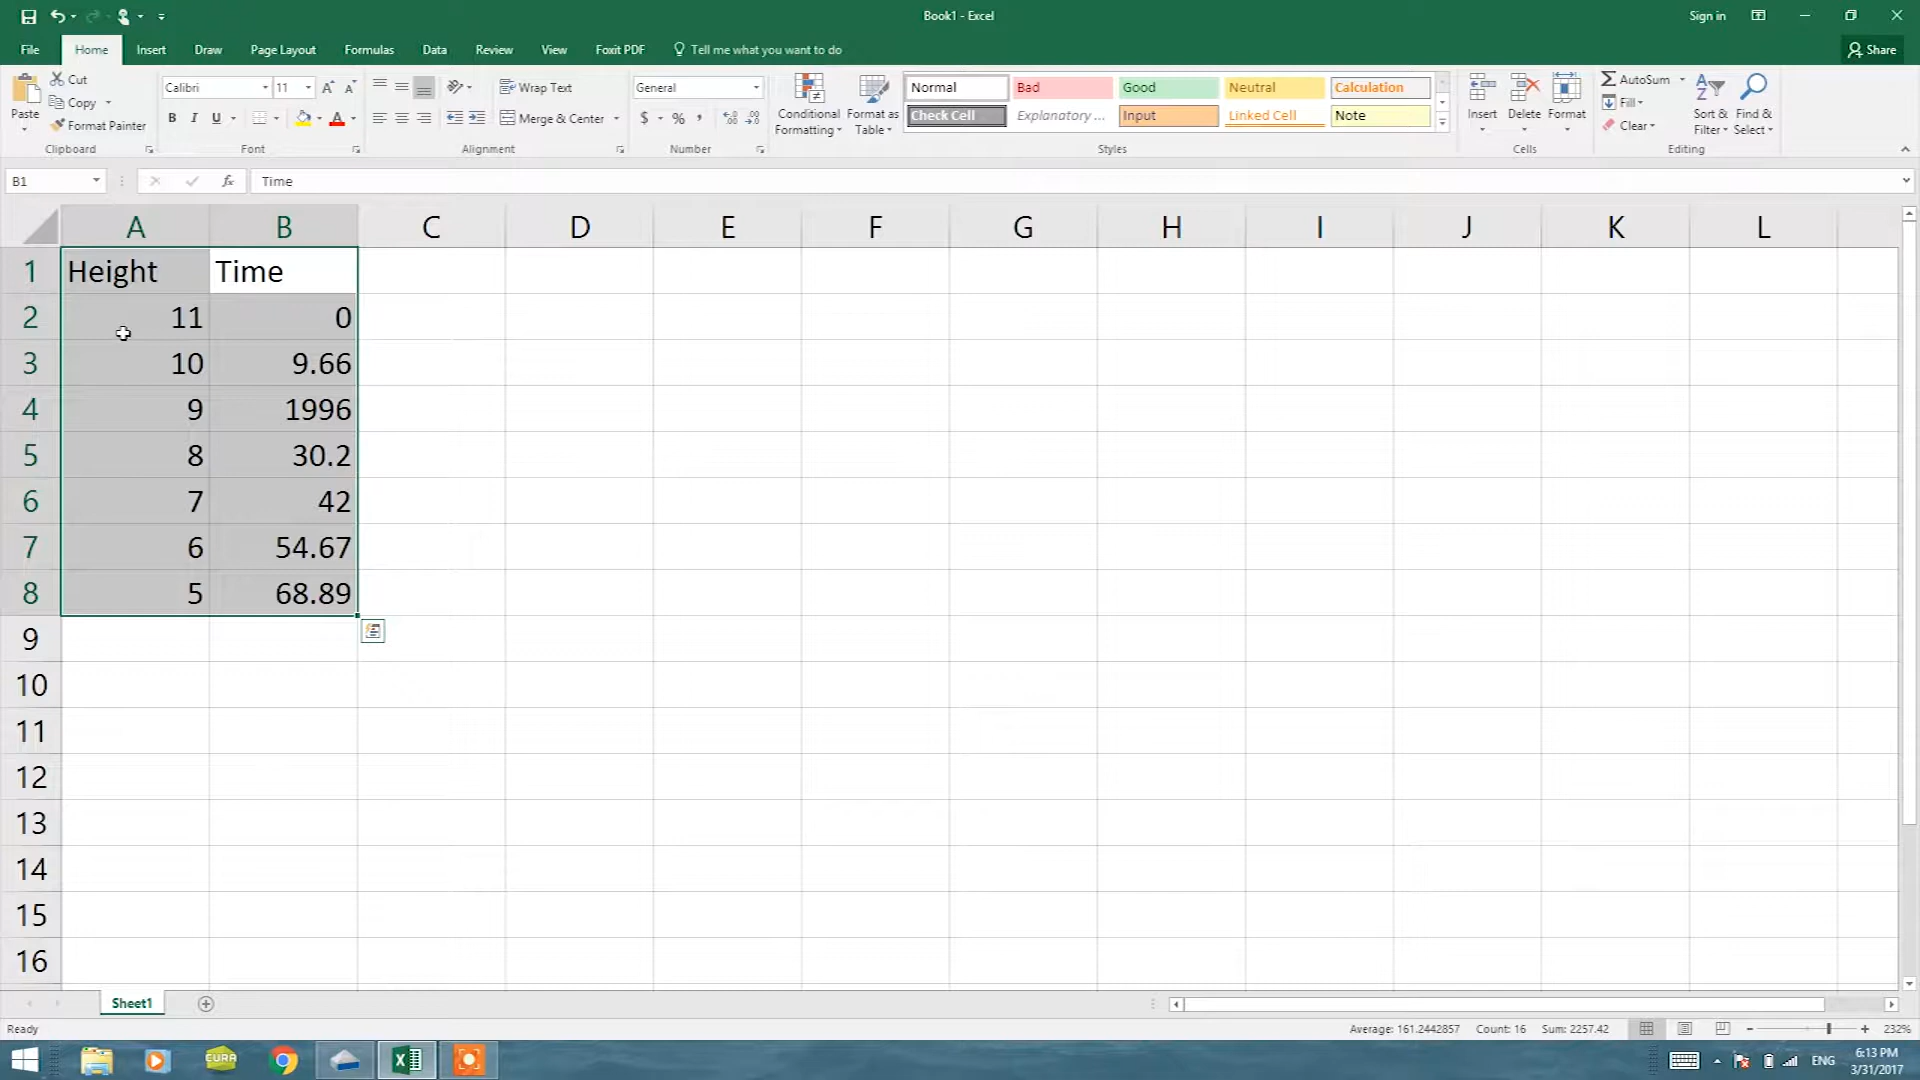 Book1 - Excel
Sign in
File Home Insert Draw Page Layout Formulas Data Review View Foxit PDF Tell me what you want to do Share
Paste
Cut
Copy
Format Painter
Clipboard
Calibri 11 A A
B I U A
Font
Wrap Text
Merge & Center
Alignment
General
$ % ,
Number
Conditional Formatting
Format as Table
Normal Bad Good Neutral Calculation
Check Cell Explanatory ... Input Linked Cell Note
Styles
Insert Delete Format
Cells
AutoSum
Fill
Clear
Sort & Filter
Find & Select
Editing
B1 fx Time
A B C D E F G H I J K L
1 Height Time
2 11 0
3 10 9.66
4 9 1996
5 8 30.2
6 7 42
7 6 54.67
8 5 68.89
9
10
11
12
13
14
15
16
Sheet1
Ready Average: 161.2442857 Count: 16 Sum: 2257.42 232%
CURA
ENG
6:13 PM
3/31/2017